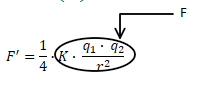 F
F′ = 1/4 · K · q₁ · q₂ / r²